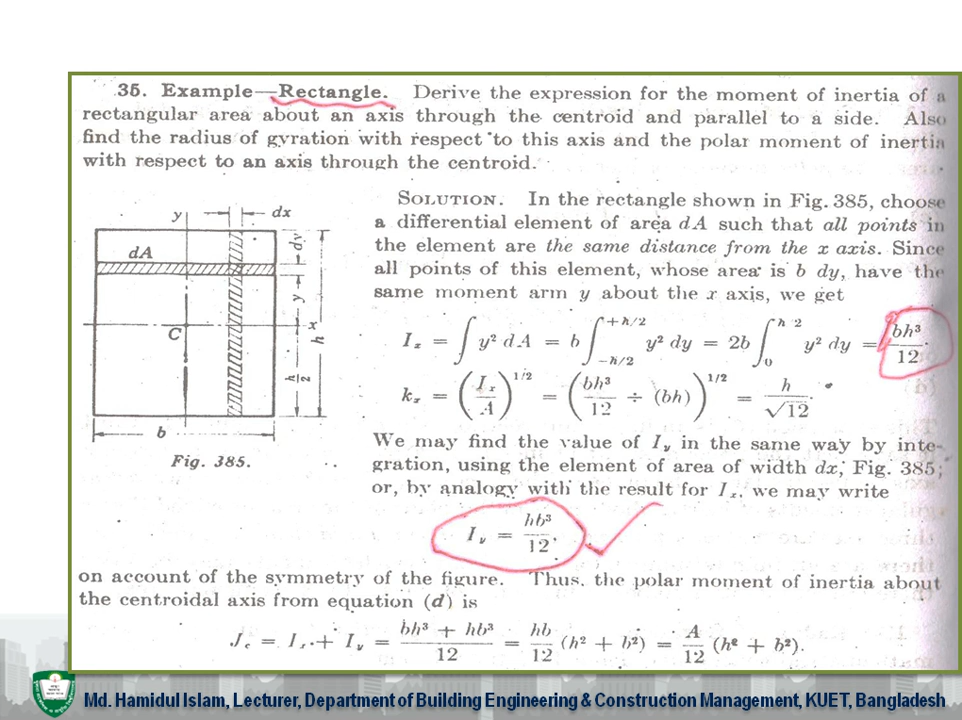 35. Example—Rectangle. Derive the expression for the moment of inertia of a
rectangular area about an axis through the centroid and parallel to a side. Also
find the radius of gyration with respect to this axis and the polar moment of inertia
with respect to an axis through the centroid.
SOLUTION. In the rectangle shown in Fig. 385, choose
a differential element of area dA such that all points in
the element are the same distance from the x axis. Since
all points of this element, whose area is b dy, have the
same moment arm y about the x axis, we get
y dx
dA dy
y
C x
h
h/2
b
Fig. 385.
Iₓ = ∫ y² dA = b ∫₋h/2^+h/2 y² dy = 2b ∫₀^h/2 y² dy = bh³/12.
kₓ = (Iₓ/A)^1/2 = (bh³/12 ÷ (bh))^1/2 = h/√12
We may find the value of I_y in the same way by inte-
gration, using the element of area of width dx, Fig. 385;
or, by analogy with the result for Iₓ, we may write
I_y = hb³/12,
on account of the symmetry of the figure. Thus, the polar moment of inertia about
the centroidal axis from equation (d) is
J_c = Iₓ + I_y = bh³ + hb³/12 = hb/12 (h² + b²) = A/12 (h² + b²).
Md. Hamidul Islam, Lecturer, Department of Building Engineering & Construction Management, KUET, Bangladesh